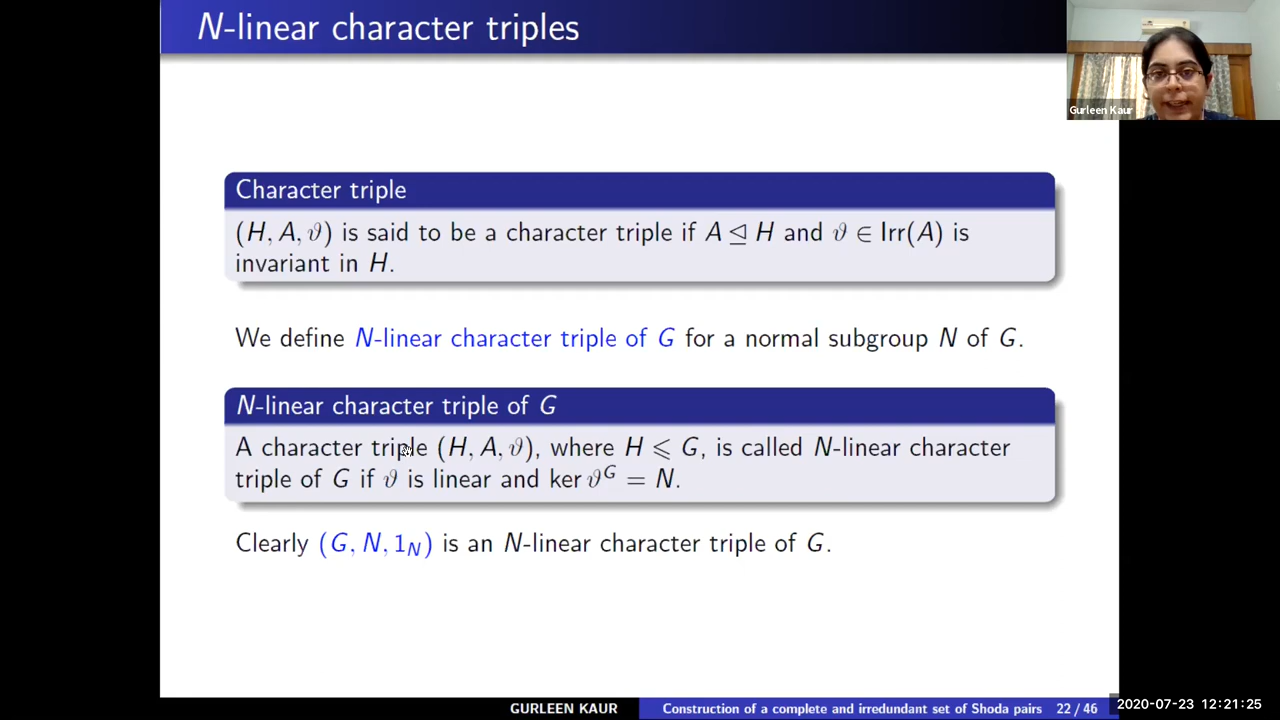 N-linear character triples
Gurleen Kaur
Character triple
(H, A, ϑ) is said to be a character triple if A ⊴ H and ϑ ∈ Irr(A) is
invariant in H.
We define N-linear character triple of G for a normal subgroup N of G.
N-linear character triple of G
A character triple (H, A, ϑ), where H ⩽ G, is called N-linear character
triple of G if ϑ is linear and ker ϑ^G = N.
Clearly (G, N, 1_N) is an N-linear character triple of G.
GURLEEN KAUR
Construction of a complete and irredundant set of Shoda pairs
22 / 46
2020-07-23 12:21:25